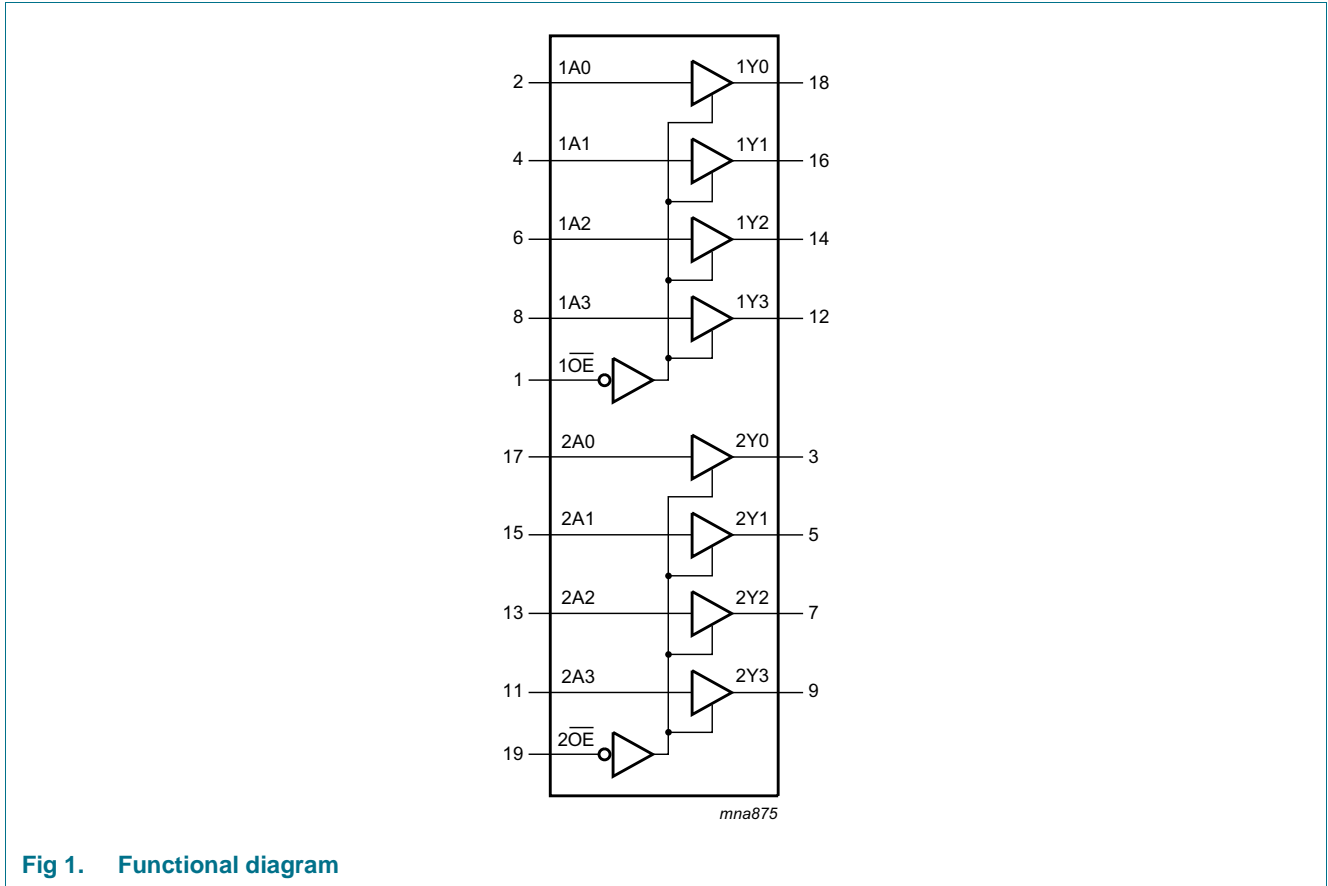 2 1A0 1Y0 18
4 1A1 1Y1 16
6 1A2 1Y2 14
8 1A3 1Y3 12
1 1O̅E̅
17 2A0 2Y0 3
15 2A1 2Y1 5
13 2A2 2Y2 7
11 2A3 2Y3 9
19 2O̅E̅
mna875
Fig 1. Functional diagram